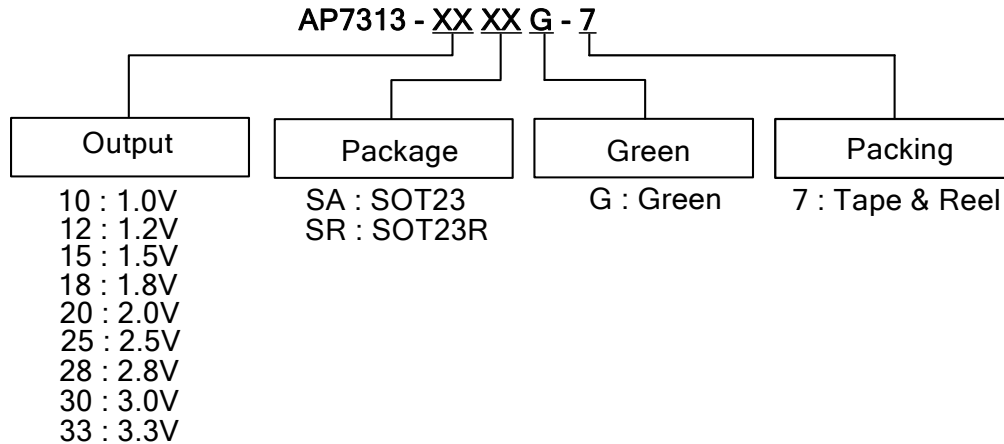 AP7313 - XX XX G - 7
Output
10 : 1.0V
12 : 1.2V
15 : 1.5V
18 : 1.8V
20 : 2.0V
25 : 2.5V
28 : 2.8V
30 : 3.0V
33 : 3.3V
Package
SA : SOT23
SR : SOT23R
Green
G : Green
Packing
7 : Tape & Reel